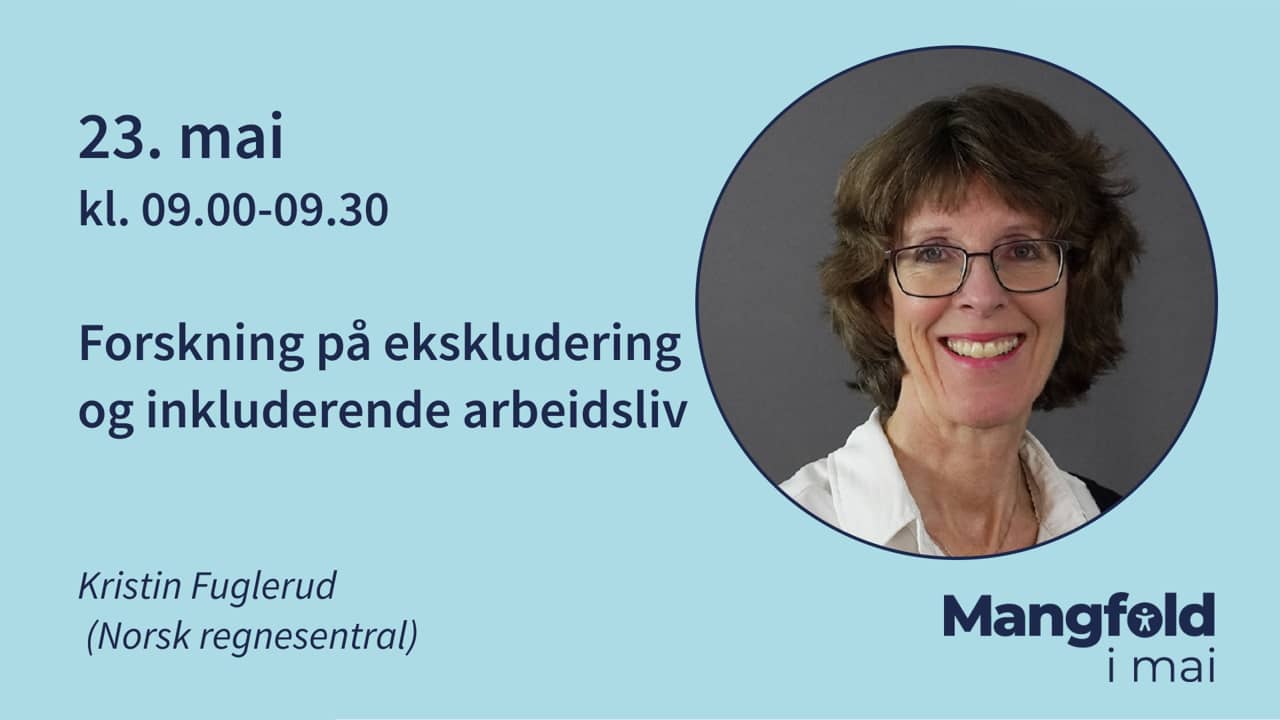 23. mai
kl. 09.00-09.30
Forskning på ekskludering
og inkluderende arbeidsliv
Kristin Fuglerud
(Norsk regnesentral)
Mangfold
i mai